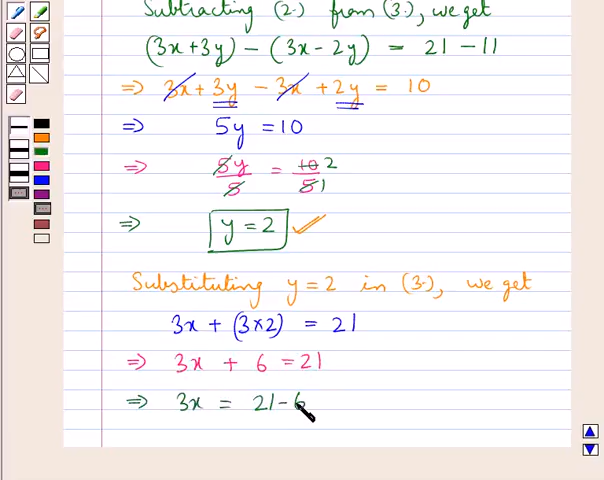 Subtracting (2.) from (3.), we get
(3x+3y) - (3x-2y) = 21 - 11
⇒ 3x + 3y - 3x + 2y = 10
⇒ 5y = 10
⇒ 5y/5 = 10/5 2 1
⇒ y = 2 ✓
Substituting y=2 in (3.), we get
3x + (3×2) = 21
⇒ 3x + 6 = 21
⇒ 3x = 21-6